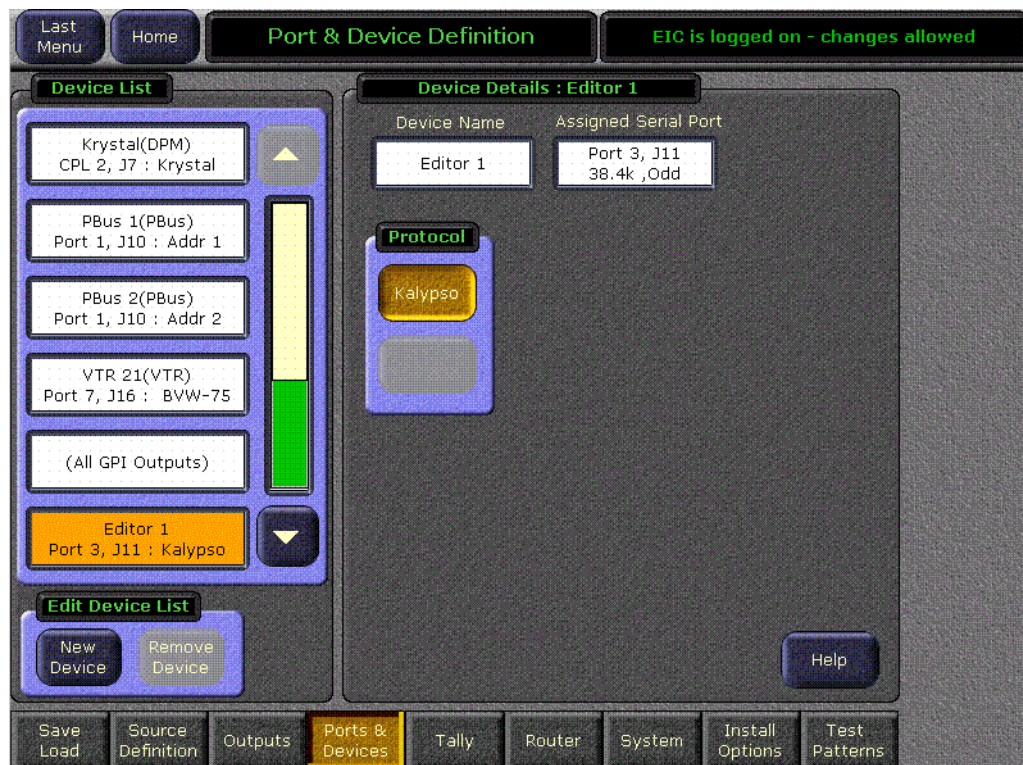 Last
Menu
Home
Port & Device Definition
EIC is logged on - changes allowed
Device List
Krystal(DPM)
CPL 2, J7 : Krystal
PBus 1(PBus)
Port 1, J10 : Addr 1
PBus 2(PBus)
Port 1, J10 : Addr 2
VTR 21(VTR)
Port 7, J16 : BVW-75
(All GPI Outputs)
Editor 1
Port 3, J11 : Kalypso
Edit Device List
New
Device
Remove
Device
Device Details : Editor 1
Device Name
Editor 1
Assigned Serial Port
Port 3, J11
38.4k ,Odd
Protocol
Kalypso
Help
Save
Load
Source
Definition
Outputs
Ports &
Devices
Tally
Router
System
Install
Options
Test
Patterns